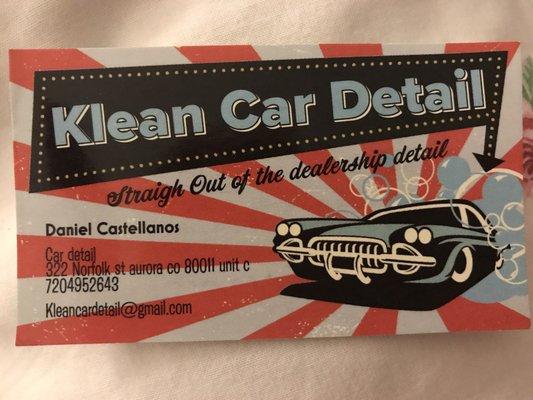 Klean Car Detail
Straigh Out of the dealership detail
Daniel Castellanos
Car detail
322 Norfolk st aurora co 80011 unit c
7204952643
Kleancardetail@gmail.com